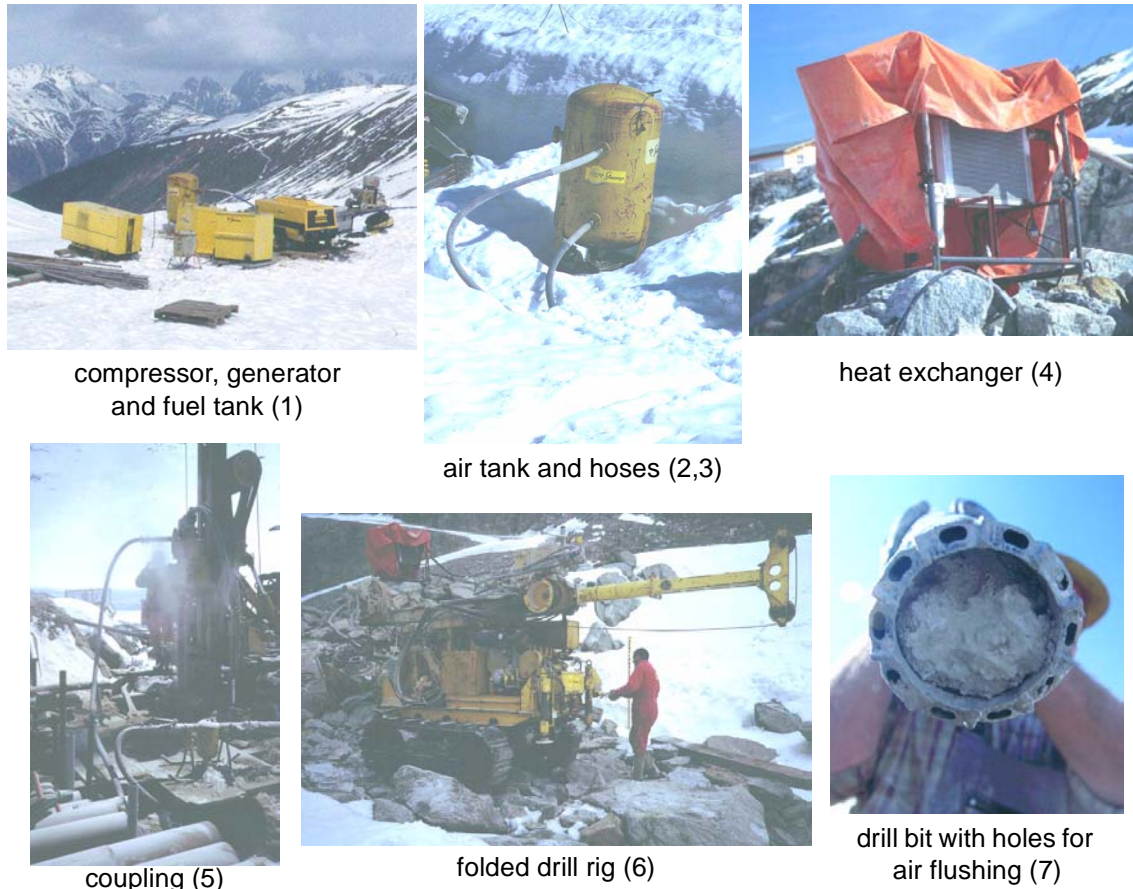 compressor, generator
and fuel tank (1)
air tank and hoses (2,3)
heat exchanger (4)
coupling (5)
folded drill rig (6)
drill bit with holes for
air flushing (7)